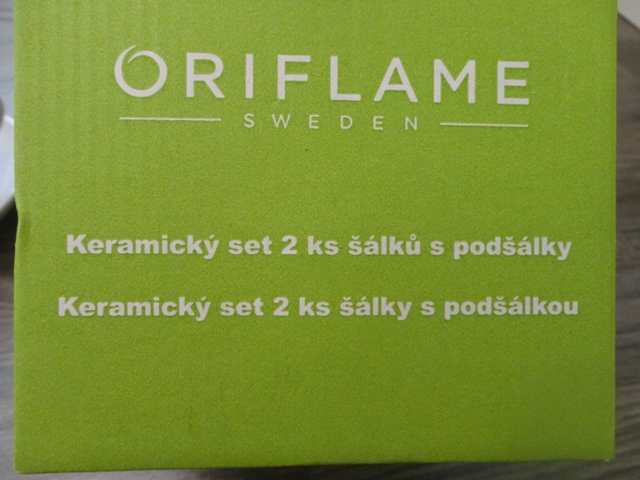 ORIFLAME
SWEDEN
Keramický set 2 ks šálků s podšálky
Keramický set 2 ks šálky s podšálkou